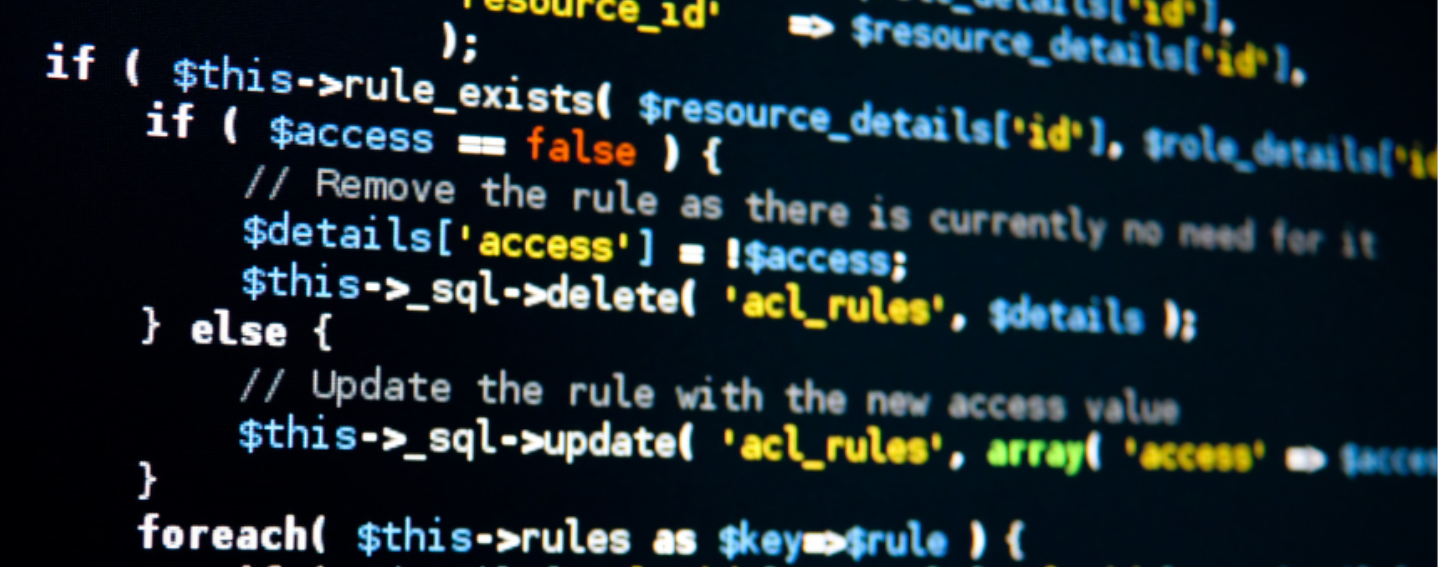 resource_id' => $resource_details['id'],
);
if ( $this->rule_exists( $resource_details['id'], $role_details['id
if ( $access == false ) {
// Remove the rule as there is currently no need for it
$details['access'] = !$access;
$this->_sql->delete( 'acl_rules', $details );
} else {
// Update the rule with the new access value
$this->_sql->update( 'acl_rules', array( 'access' => $acces
}
foreach( $this->rules as $key=>$rule ) {